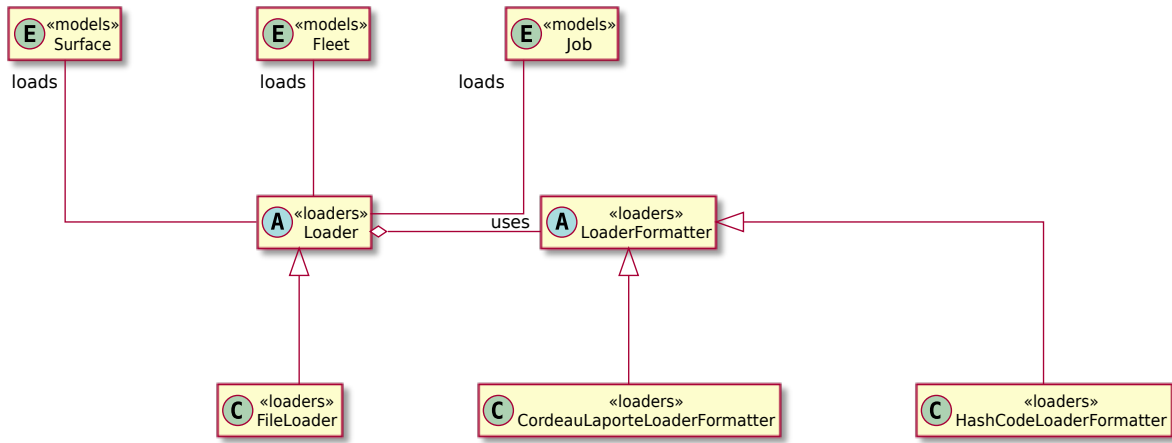 E «models»
Surface
E «models»
Fleet
E «models»
Job
loads
loads
loads
A «loaders»
Loader
uses
A «loaders»
LoaderFormatter
C «loaders»
FileLoader
C «loaders»
CordeauLaporteLoaderFormatter
C «loaders»
HashCodeLoaderFormatter